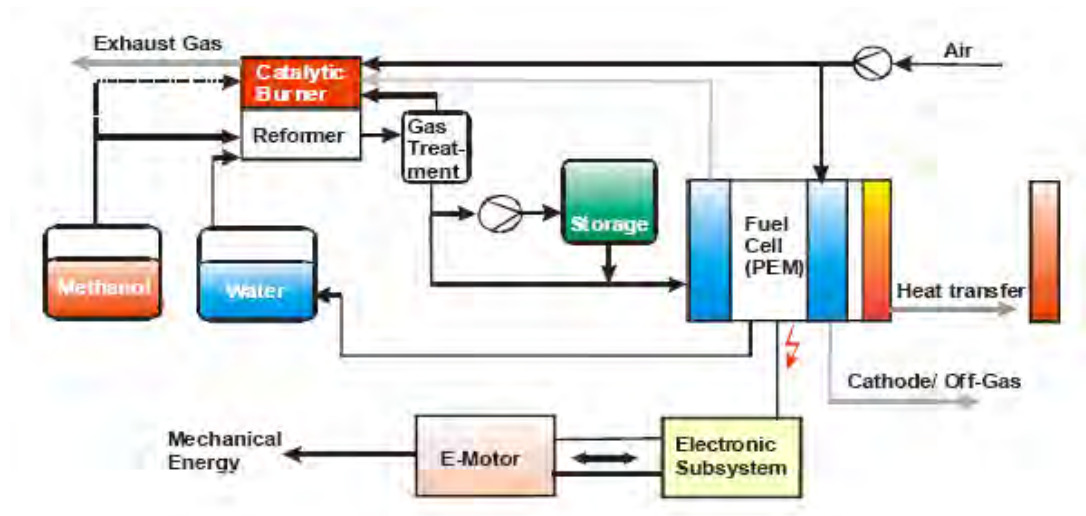 Exhaust Gas
Air
Catalytic
Burner
Reformer
Gas
Treat-
ment
Storage
Fuel
Cell
(PEM)
Methanol
Water
Heat transfer
Cathode/ Off-Gas
Mechanical
Energy
E-Motor
Electronic
Subsystem